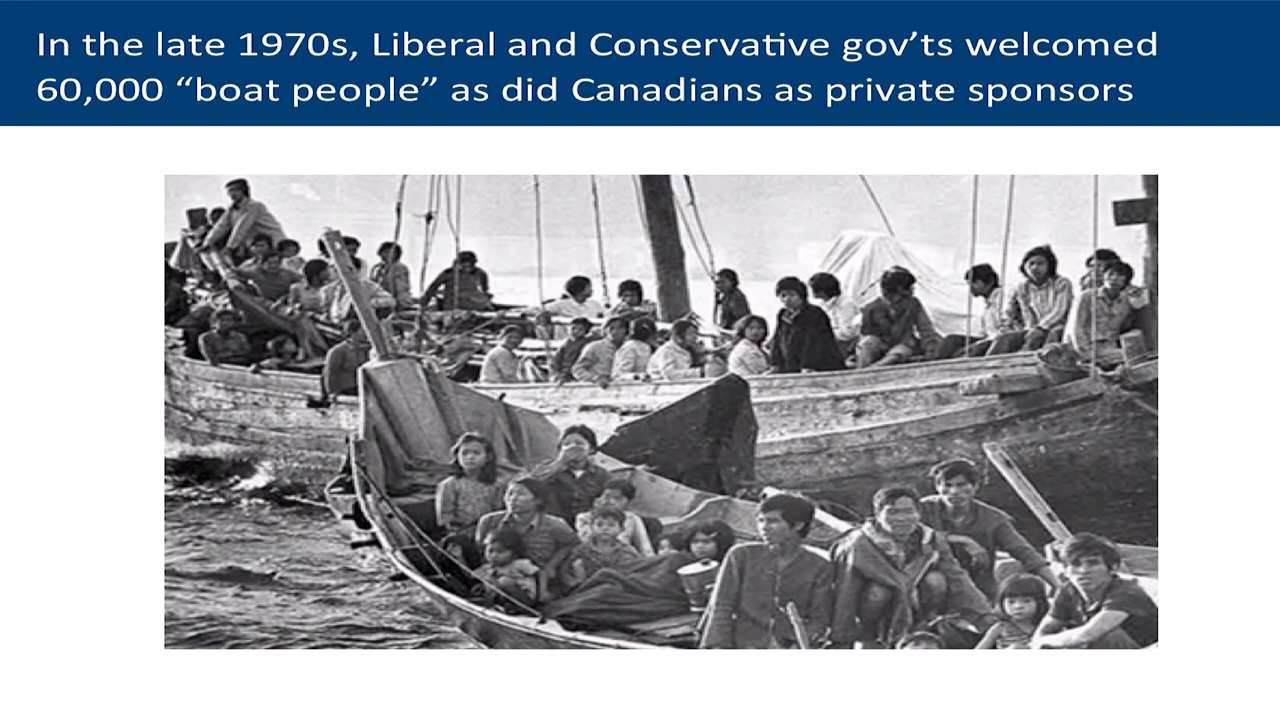 In the late 1970s, Liberal and Conservative gov’ts welcomed
60,000 “boat people” as did Canadians as private sponsors